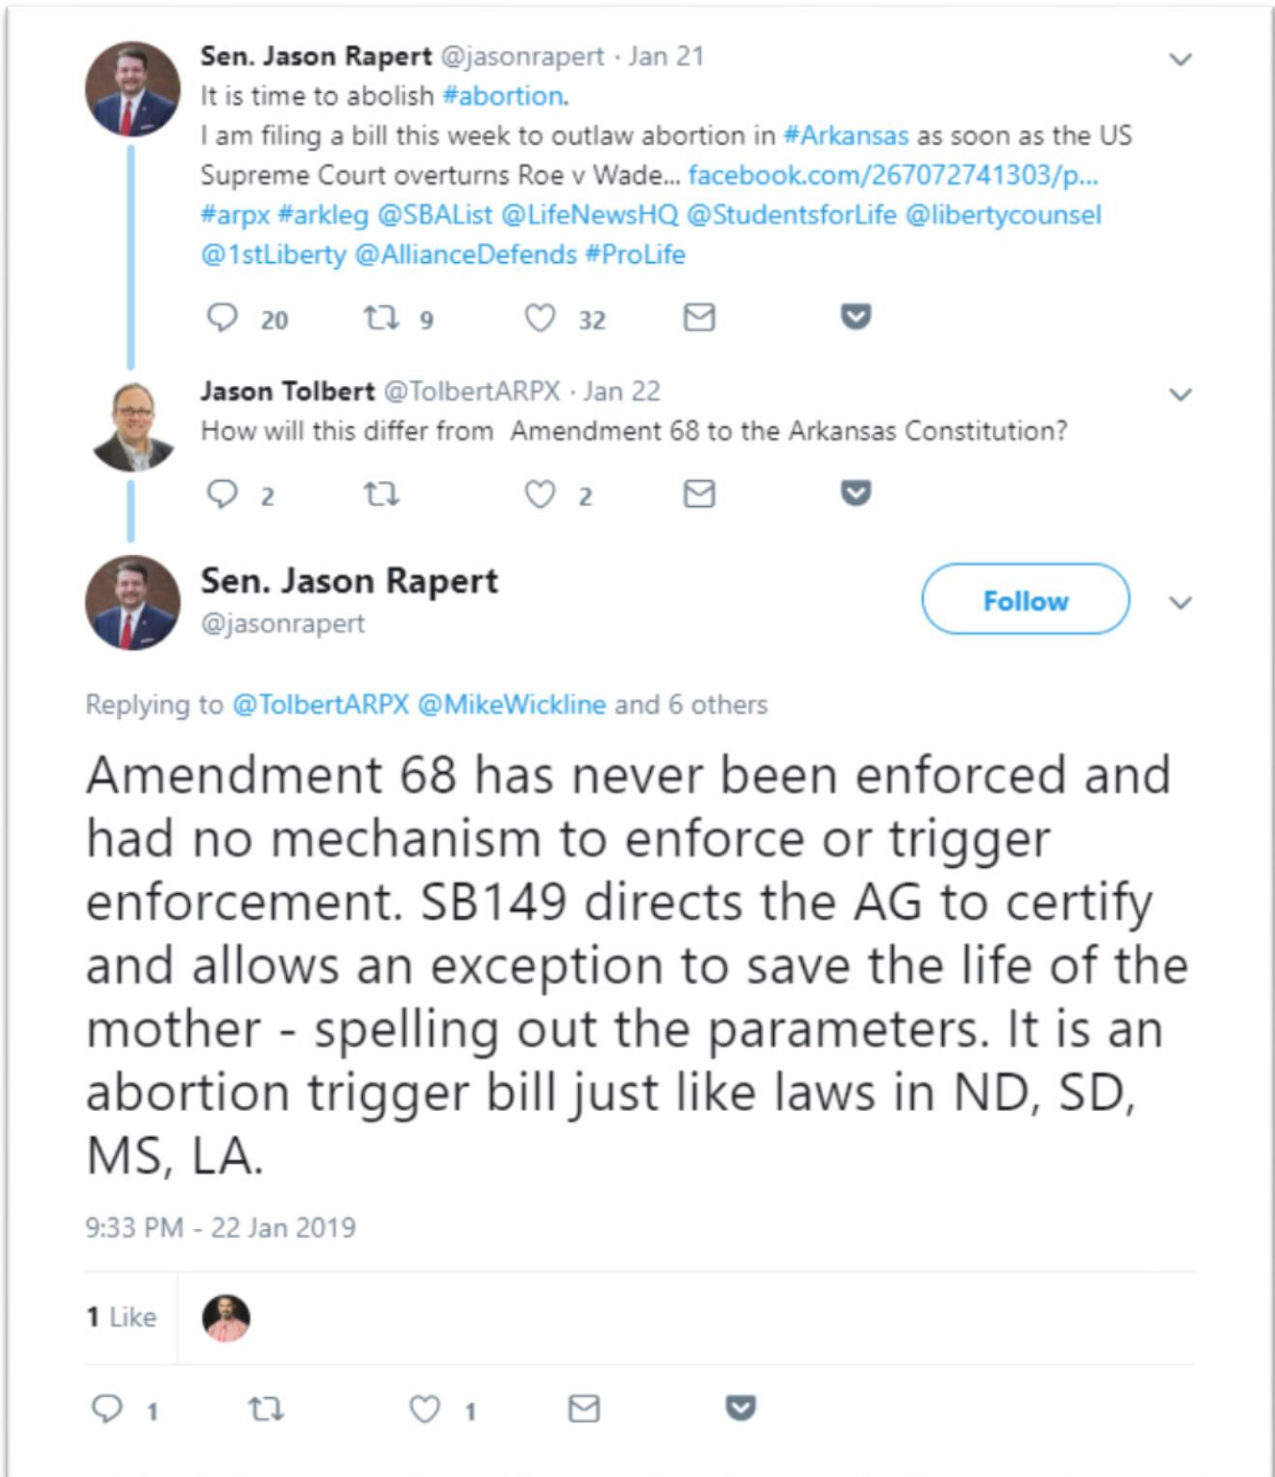 Sen. Jason Rapert @jasonrapert · Jan 21
It is time to abolish #abortion.
I am filing a bill this week to outlaw abortion in #Arkansas as soon as the US
Supreme Court overturns Roe v Wade... facebook.com/267072741303/p...
#arpx #arkleg @SBAList @LifeNewsHQ @StudentsforLife @libertycounsel
@1stLiberty @AllianceDefends #ProLife
20 9 32
Jason Tolbert @TolbertARPX · Jan 22
How will this differ from  Amendment 68 to the Arkansas Constitution?
2 2
Sen. Jason Rapert
@jasonrapert
Follow
Replying to @TolbertARPX @MikeWickline and 6 others
Amendment 68 has never been enforced and
had no mechanism to enforce or trigger
enforcement. SB149 directs the AG to certify
and allows an exception to save the life of the
mother - spelling out the parameters. It is an
abortion trigger bill just like laws in ND, SD,
MS, LA.
9:33 PM - 22 Jan 2019
1 Like
1 1